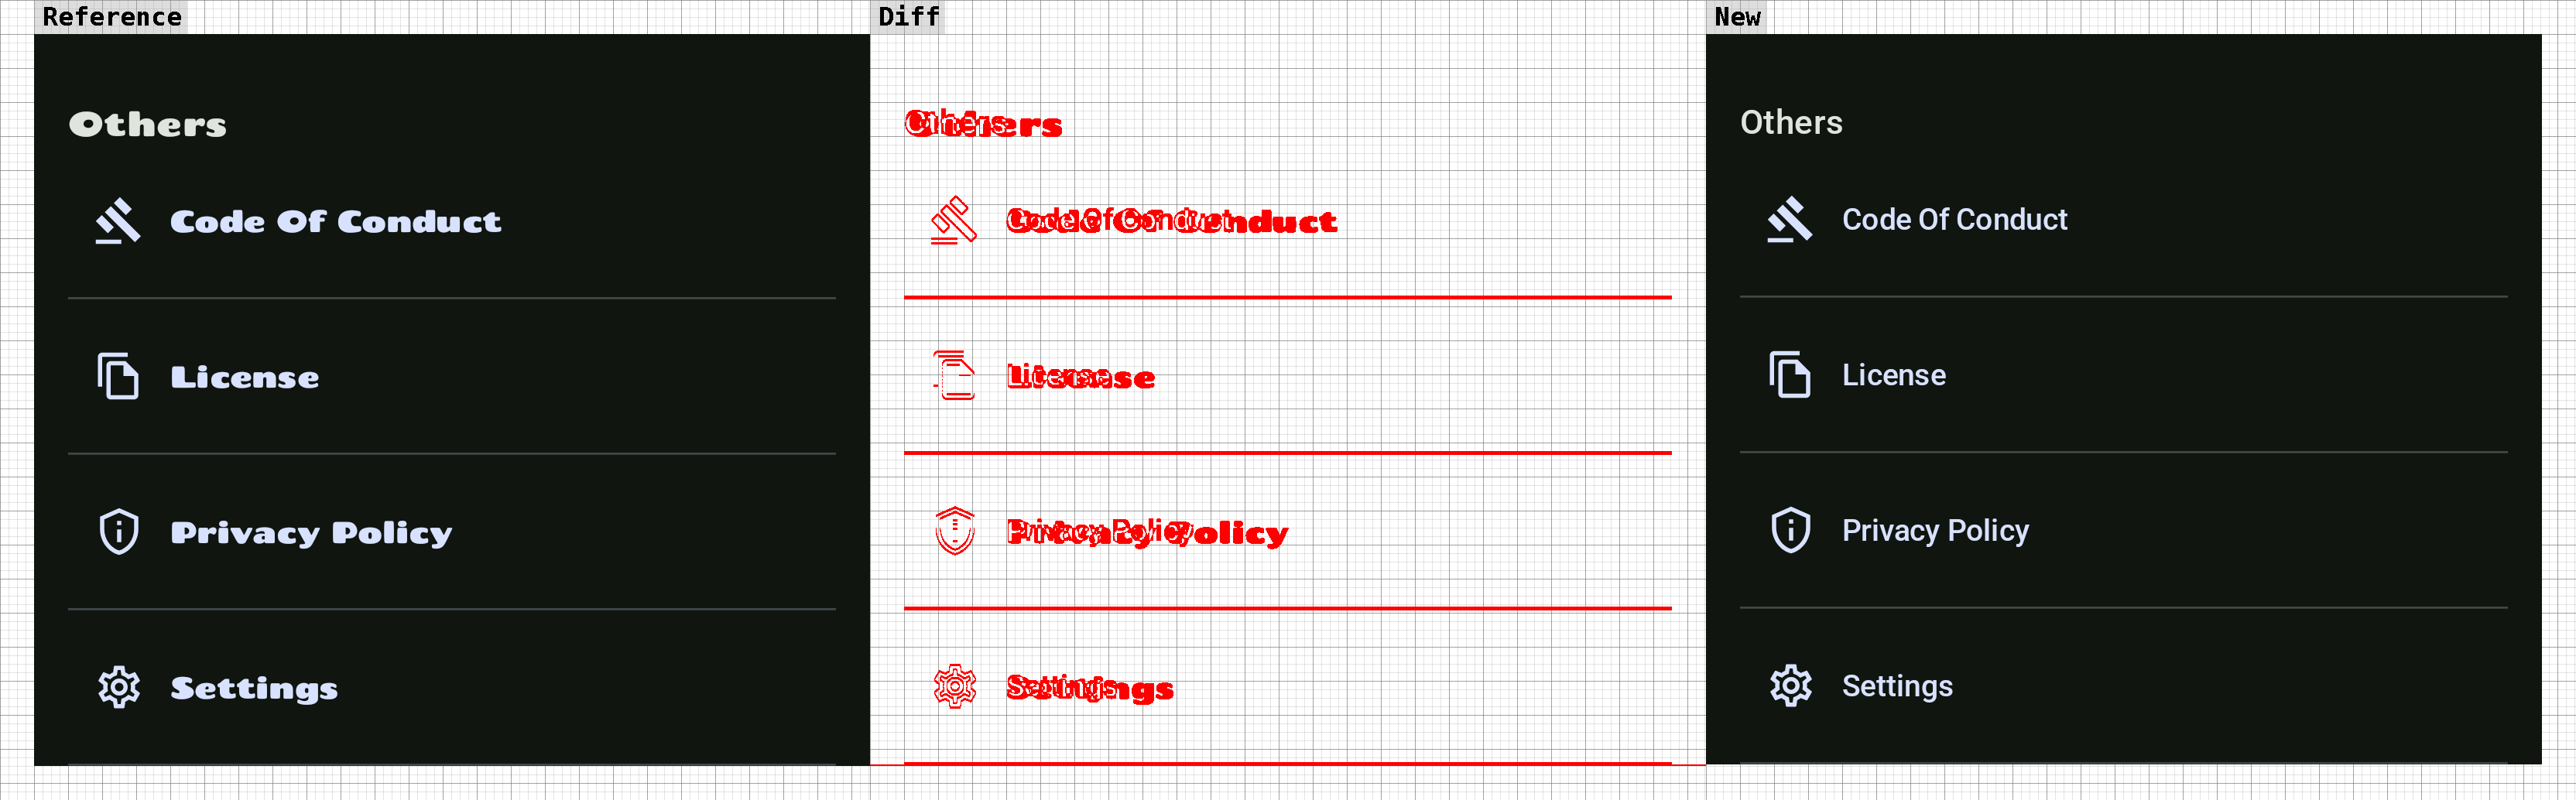 Reference
Others
Code Of Conduct
License
Privacy Policy
Settings
Diff
Others
Code Of Conduct
License
Privacy Policy
Settings
New
Others
Code Of Conduct
License
Privacy Policy
Settings